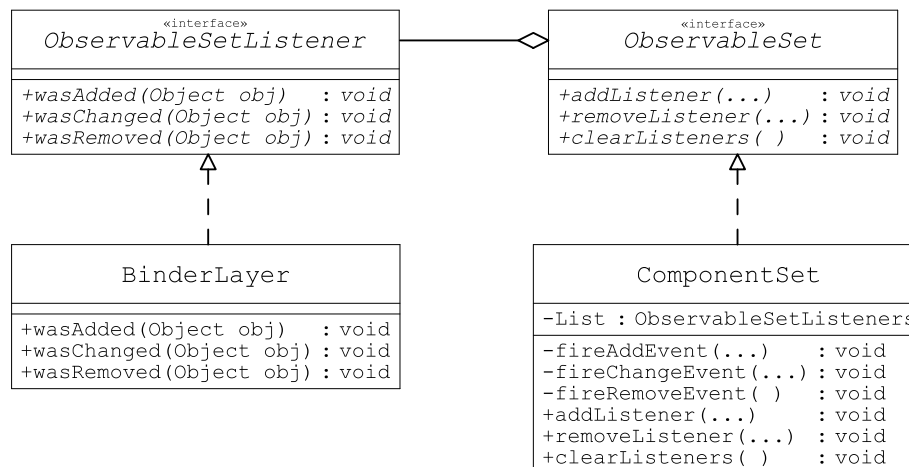 «interface»
ObservableSetListener
+wasAdded(Object obj) : void
+wasChanged(Object obj) : void
+wasRemoved(Object obj) : void
«interface»
ObservableSet
+addListener(...) : void
+removeListener(...) : void
+clearListeners( ) : void
BinderLayer
+wasAdded(Object obj) : void
+wasChanged(Object obj) : void
+wasRemoved(Object obj) : void
ComponentSet
-List : ObservableSetListeners
-fireAddEvent(...) : void
-fireChangeEvent(...) : void
-fireRemoveEvent( ) : void
+addListener(...) : void
+removeListener(...) : void
+clearListeners( ) : void